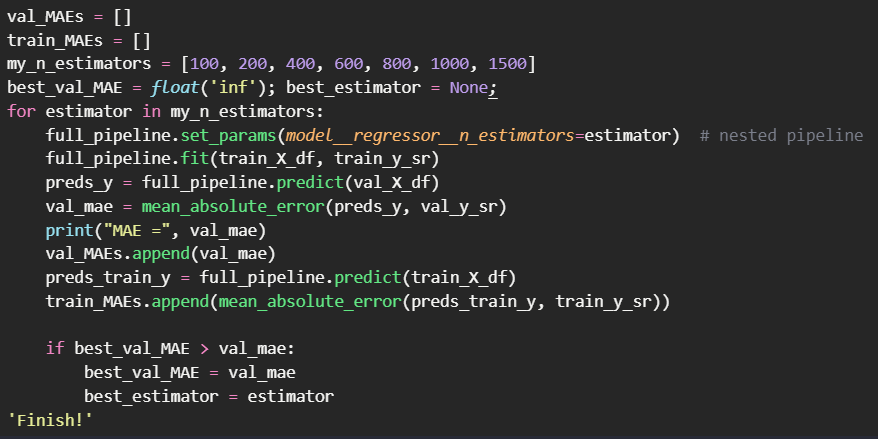 val_MAEs = []
train_MAEs = []
my_n_estimators = [100, 200, 400, 600, 800, 1000, 1500]
best_val_MAE = float('inf'); best_estimator = None;
for estimator in my_n_estimators:
    full_pipeline.set_params(model__regressor__n_estimators=estimator)  # nested pipeline
    full_pipeline.fit(train_X_df, train_y_sr)
    preds_y = full_pipeline.predict(val_X_df)
    val_mae = mean_absolute_error(preds_y, val_y_sr)
    print("MAE =", val_mae)
    val_MAEs.append(val_mae)
    preds_train_y = full_pipeline.predict(train_X_df)
    train_MAEs.append(mean_absolute_error(preds_train_y, train_y_sr))

    if best_val_MAE > val_mae:
        best_val_MAE = val_mae
        best_estimator = estimator
'Finish!'